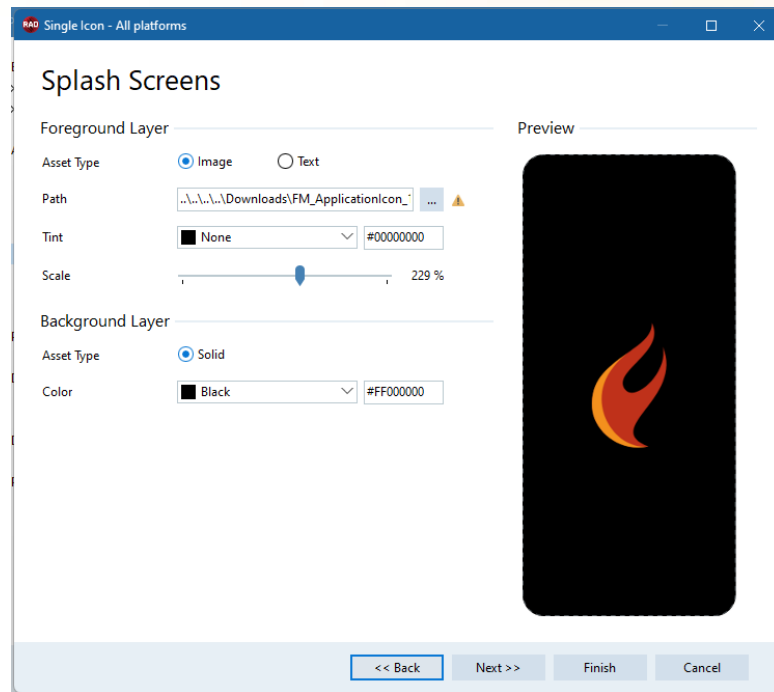 RAD Single Icon - All platforms
Splash Screens
Foreground Layer
Asset Type Image Text
Path ..\..\..\..\Downloads\FM_ApplicationIcon_ ...
Tint None #00000000
Scale 229 %
Background Layer
Asset Type Solid
Color Black #FF000000
Preview
<< Back Next >> Finish Cancel